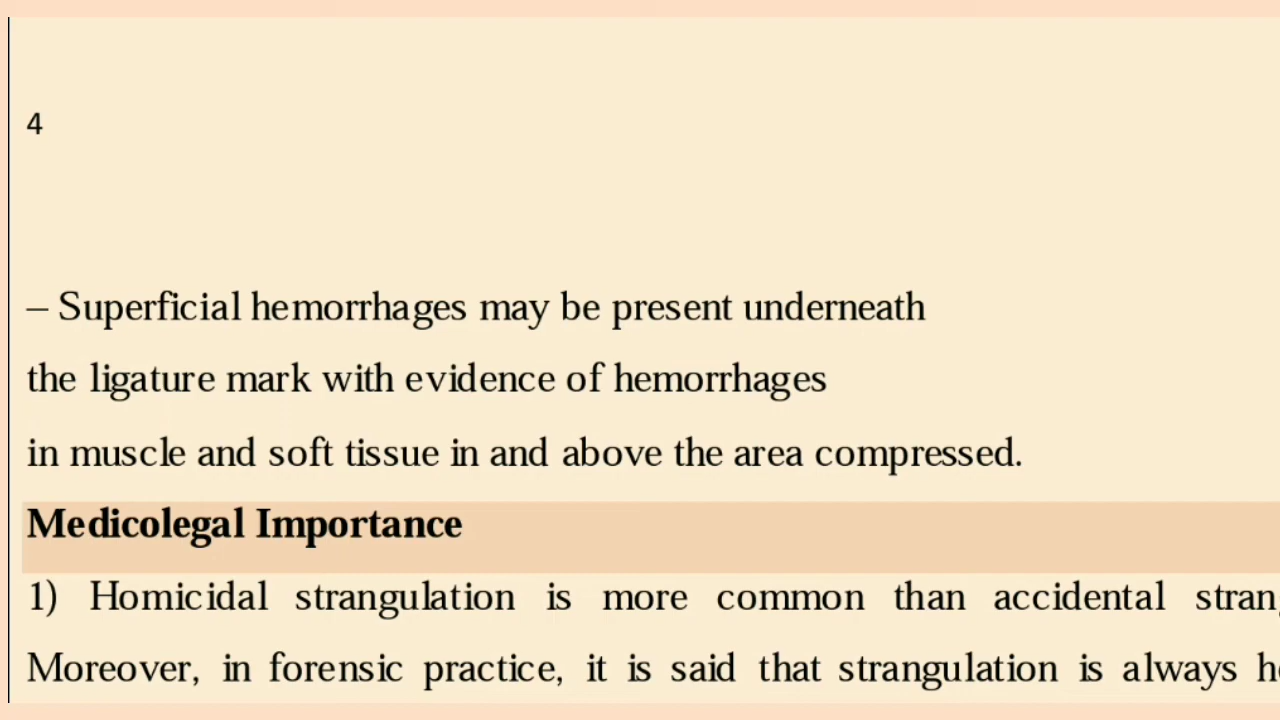 4
– Superficial hemorrhages may be present underneath
the ligature mark with evidence of hemorrhages
in muscle and soft tissue in and above the area compressed.
Medicolegal Importance
1) Homicidal strangulation is more common than accidental
Moreover, in forensic practice, it is said that strangulation is always